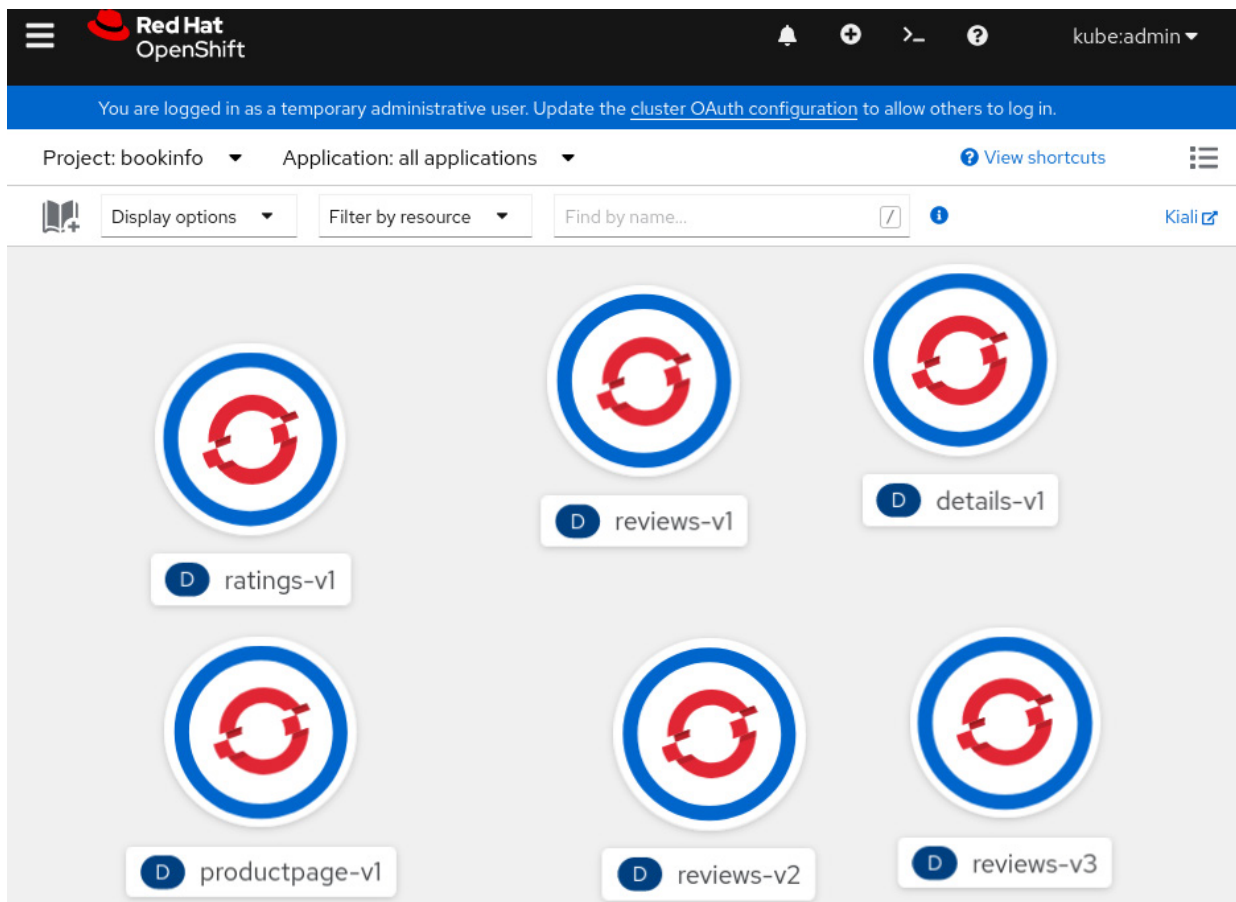 Red Hat
OpenShift
kube:admin
You are logged in as a temporary administrative user. Update the cluster OAuth configuration to allow others to log in.
Project: bookinfo
Application: all applications
View shortcuts
Display options
Filter by resource
Find by name...
/
Kiali
reviews-v1
D
details-v1
D
ratings-v1
D
productpage-v1
D
reviews-v2
D
reviews-v3
D